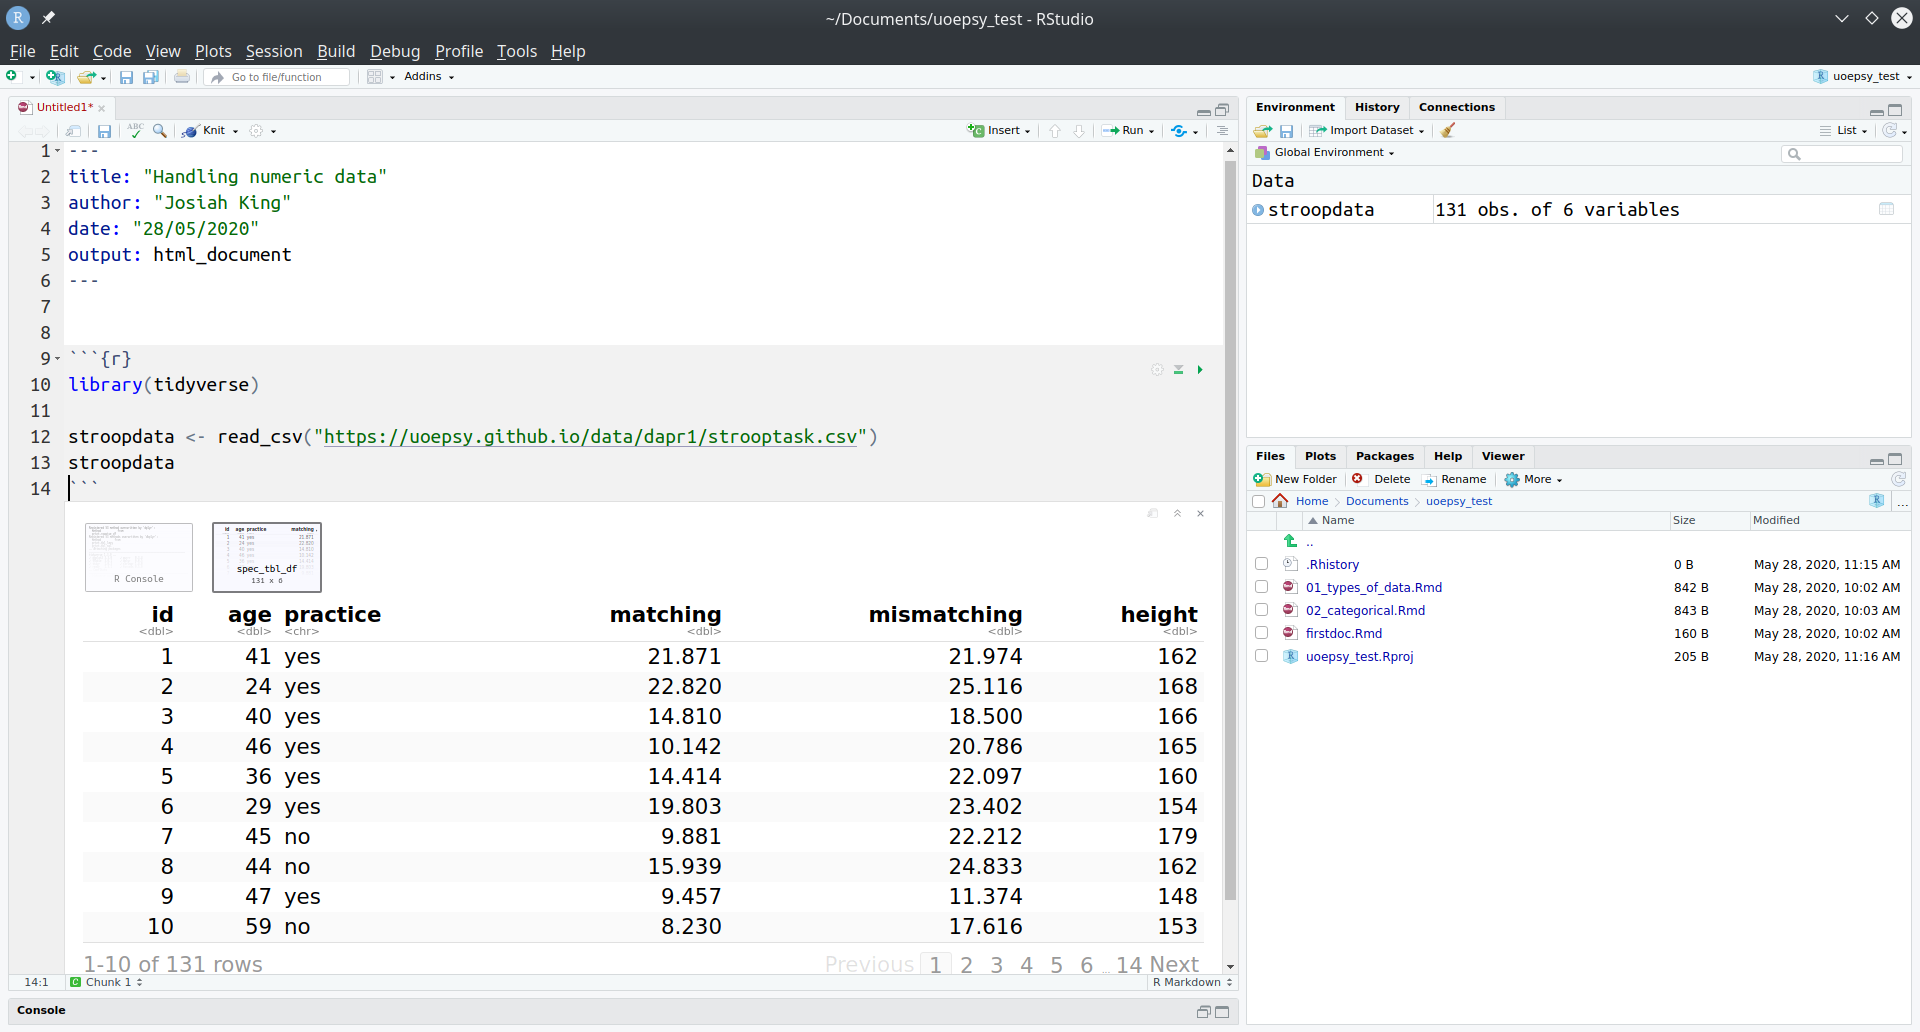 ~/Documents/uoepsy_test - RStudio
File Edit Code View Plots Session Build Debug Profile Tools Help
Go to file/function Addins uoepsy_test
Untitled1*
ABC Knit Insert Run
1 ---
2 title: "Handling numeric data"
3 author: "Josiah King"
4 date: "28/05/2020"
5 output: html_document
6 ---
7
8
9 ```{r}
10 library(tidyverse)
11
12 stroopdata <- read_csv("https://uoepsy.github.io/data/dapr1/strooptask.csv")
13 stroopdata
14 ```
R Console
id age practice matching
spec_tbl_df
131 x 6
id age practice matching mismatching height
<dbl> <dbl> <chr> <dbl> <dbl> <dbl>
1 41 yes 21.871 21.974 162
2 24 yes 22.820 25.116 168
3 40 yes 14.810 18.500 166
4 46 yes 10.142 20.786 165
5 36 yes 14.414 22.097 160
6 29 yes 19.803 23.402 154
7 45 no 9.881 22.212 179
8 44 no 15.939 24.833 162
9 47 yes 9.457 11.374 148
10 59 no 8.230 17.616 153
1-10 of 131 rows
Previous 1 2 3 4 5 6 ... 14 Next
14:1 Chunk 1 R Markdown
Console
Environment History Connections
Import Dataset List
Global Environment
Data
stroopdata 131 obs. of 6 variables
Files Plots Packages Help Viewer
New Folder Delete Rename More
Home Documents uoepsy_test ...
Name Size Modified
..
.Rhistory 0 B May 28, 2020, 11:15 AM
01_types_of_data.Rmd 842 B May 28, 2020, 10:02 AM
02_categorical.Rmd 843 B May 28, 2020, 10:03 AM
firstdoc.Rmd 160 B May 28, 2020, 10:02 AM
uoepsy_test.Rproj 205 B May 28, 2020, 11:16 AM